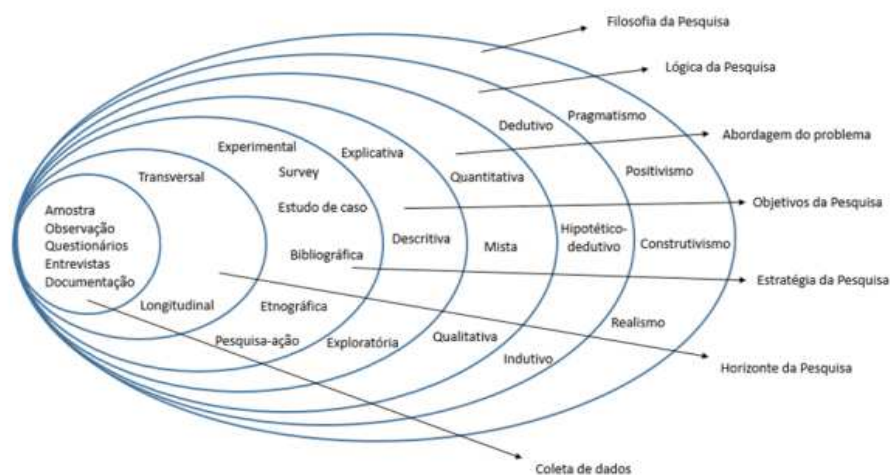 Filosofia da Pesquisa
Lógica da Pesquisa
Dedutivo
Pragmatismo
Abordagem do problema
Experimental
Explicativa
Survey
Transversal
Quantitativa
Positivismo
Objetivos da Pesquisa
Estudo de caso
Amostra
Observação
Questionários
Entrevistas
Documentação
Descritiva
Mista
Hipotético-
dedutivo
Construtivismo
Bibliográfica
Estratégia da Pesquisa
Longitudinal
Etnográfica
Realismo
Pesquisa-ação
Exploratória
Qualitativa
Indutivo
Horizonte da Pesquisa
Coleta de dados